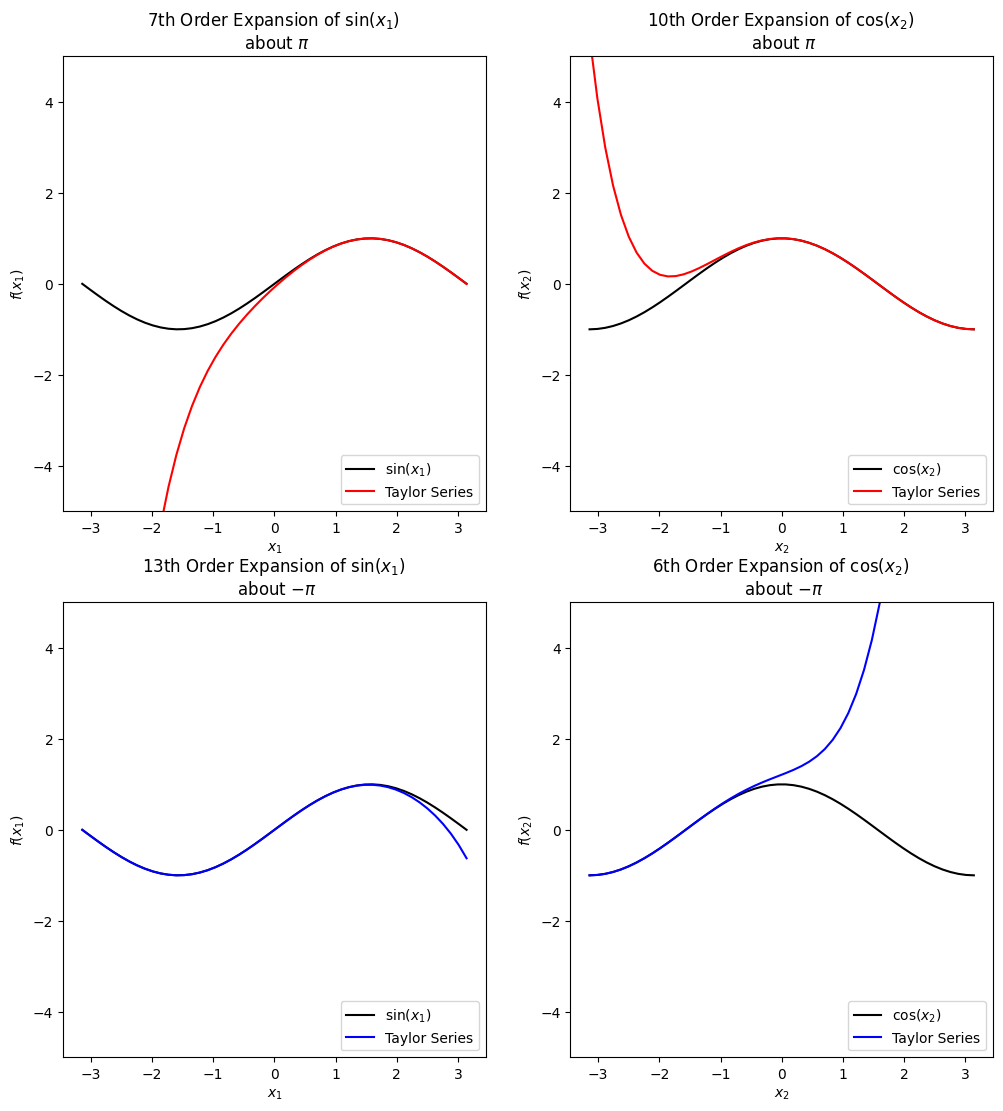 7th Order Expansion of sin(x₁)
about π
f(x₁)
4
2
0
−2
−4
−3 −2 −1 0 1 2 3
x₁
sin(x₁)
Taylor Series
10th Order Expansion of cos(x₂)
about π
f(x₂)
4
2
0
−2
−4
−3 −2 −1 0 1 2 3
x₂
cos(x₂)
Taylor Series
13th Order Expansion of sin(x₁)
about −π
f(x₁)
4
2
0
−2
−4
−3 −2 −1 0 1 2 3
x₁
sin(x₁)
Taylor Series
6th Order Expansion of cos(x₂)
about −π
f(x₂)
4
2
0
−2
−4
−3 −2 −1 0 1 2 3
x₂
cos(x₂)
Taylor Series